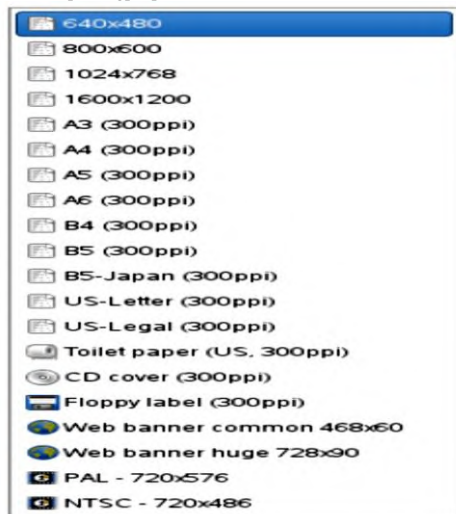 640x480
800x600
1024x768
1600x1200
A3 (300ppi)
A4 (300ppi)
A5 (300ppi)
A6 (300ppi)
B4 (300ppi)
B5 (300ppi)
B5-Japan (300ppi)
US-Letter (300ppi)
US-Legal (300ppi)
Toilet paper (US, 300ppi)
CD cover (300ppi)
Floppy label (300ppi)
Web banner common 468x60
Web banner huge 728x90
PAL - 720x576
NTSC - 720x486